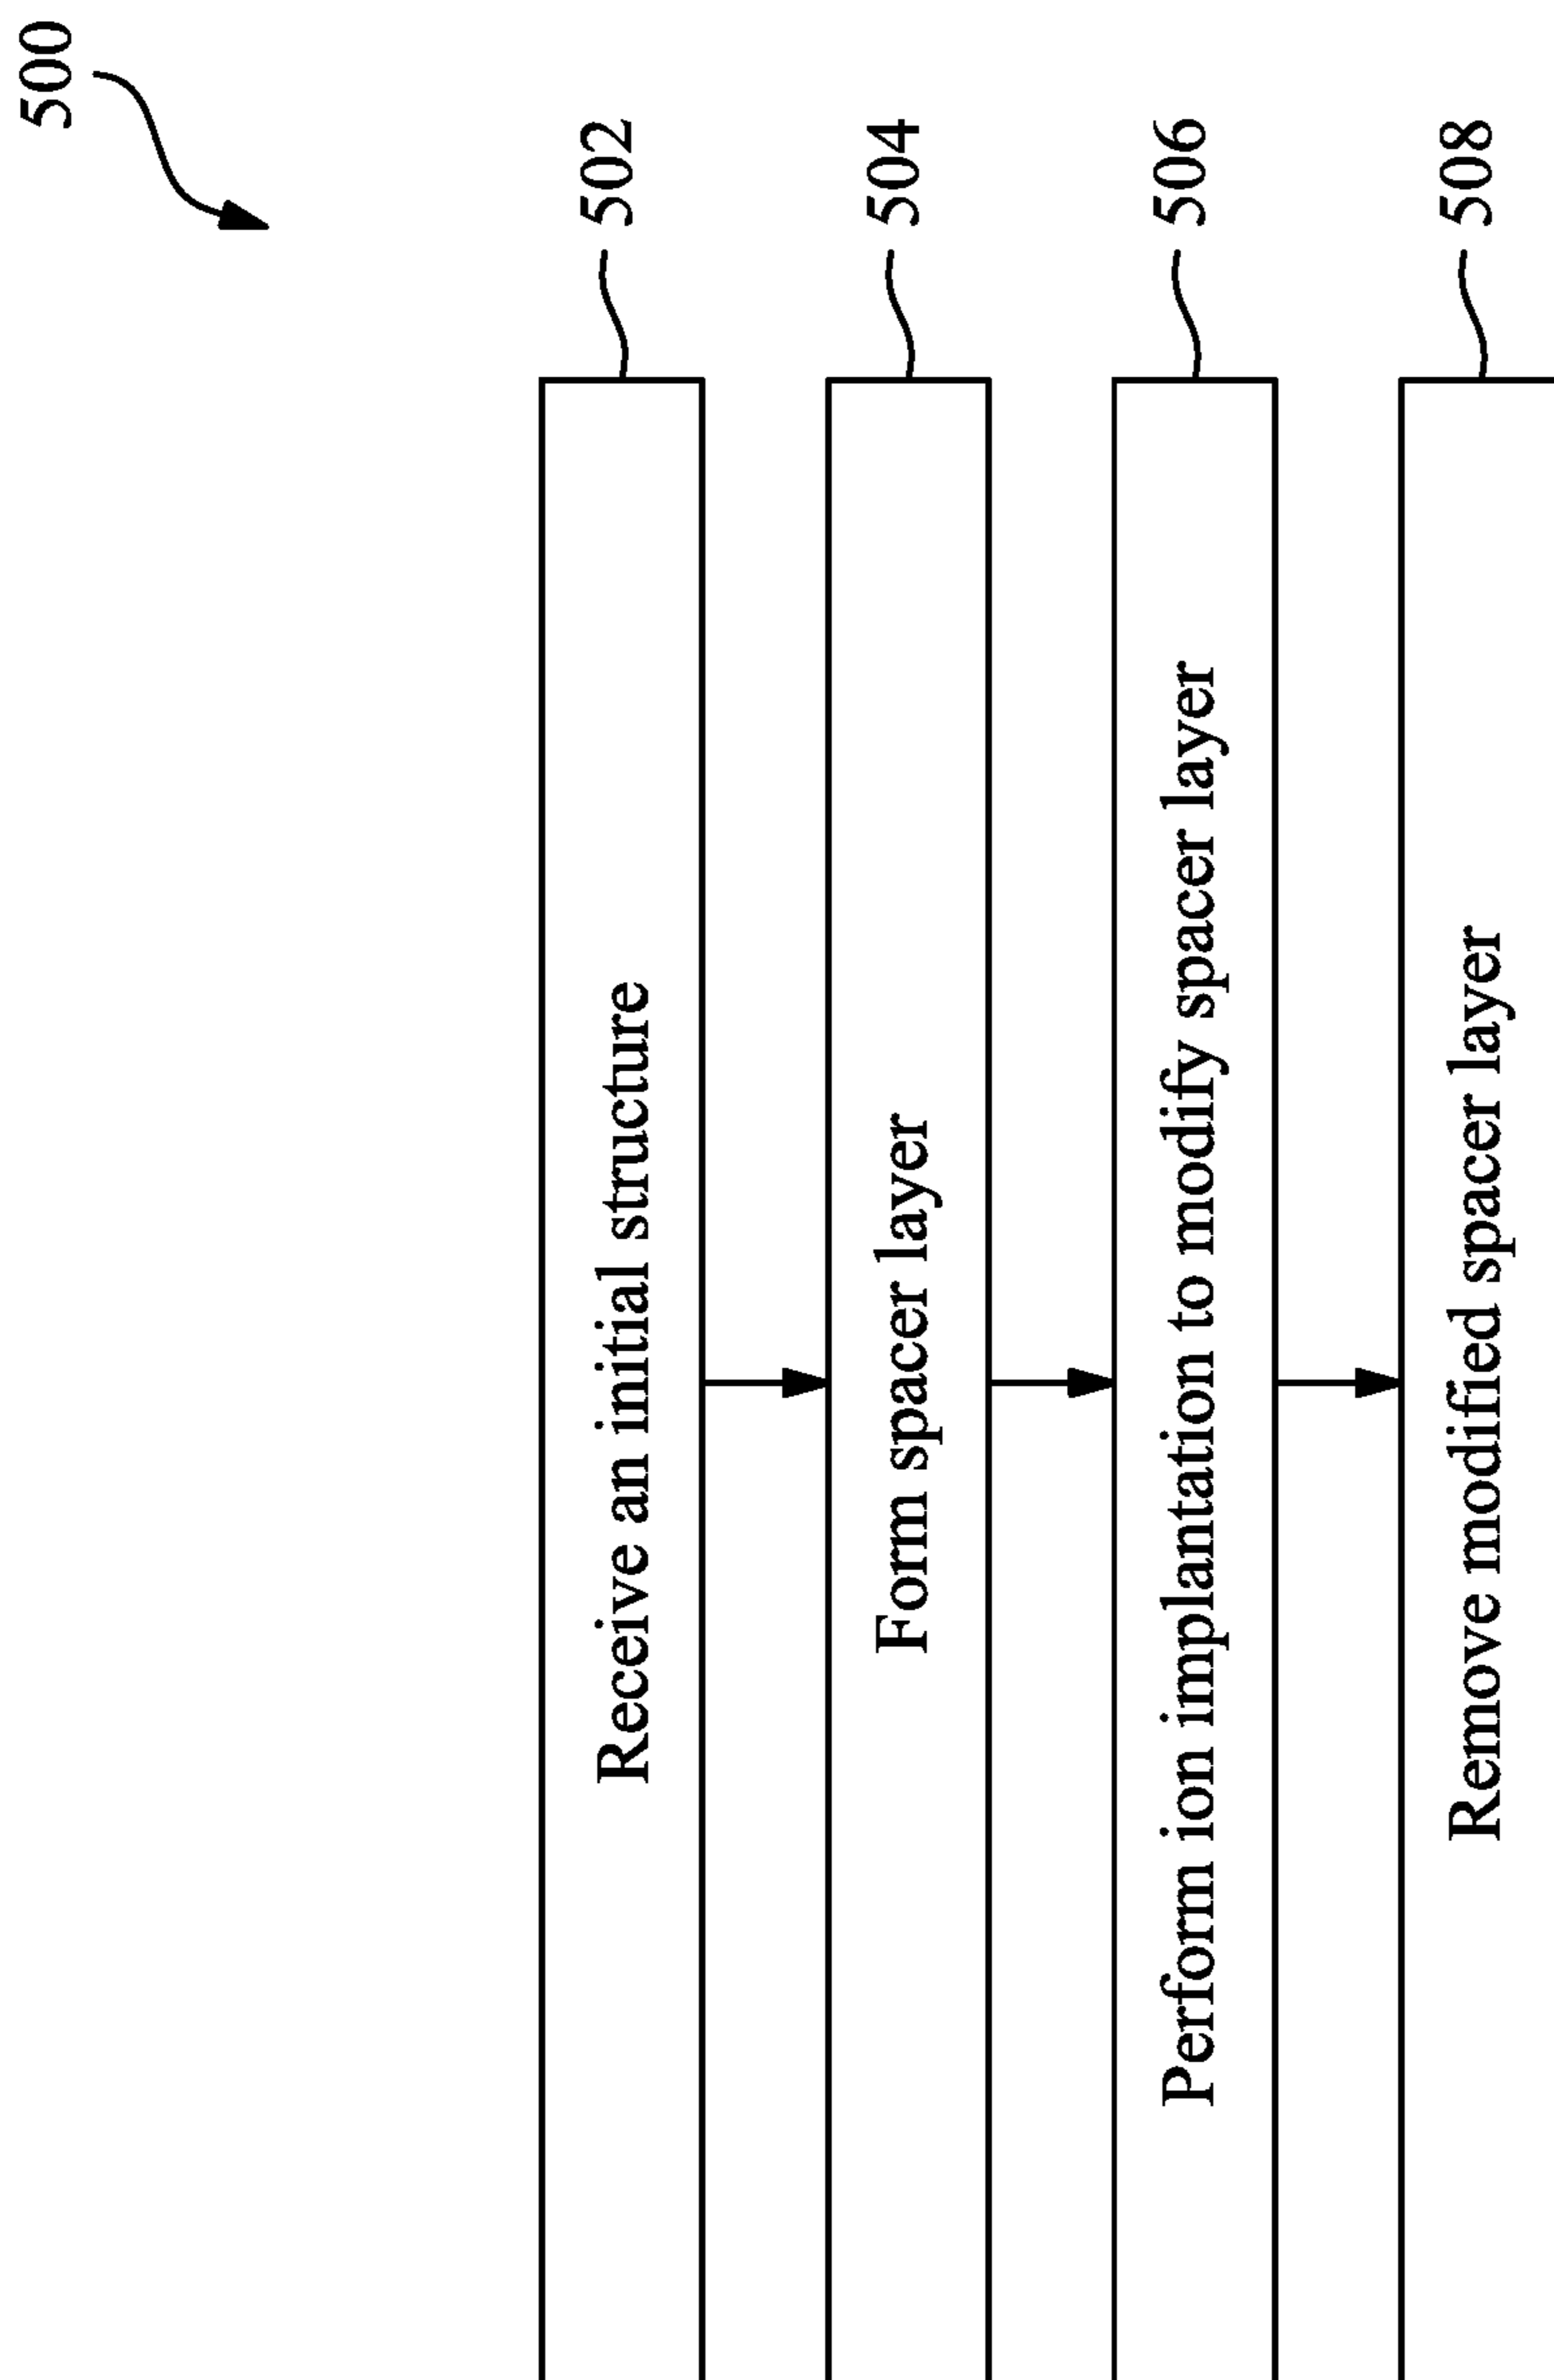 500
Receive an initial structure
502
Form spacer layer
504
Perform ion implantation to modify spacer layer
506
Remove modified spacer layer
508